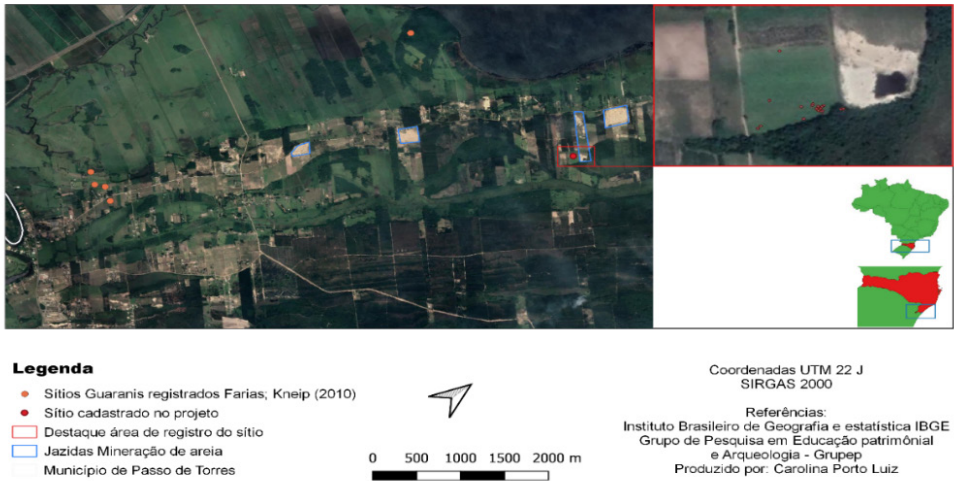 Legenda
Sítios Guaranis registrados Farias; Kneip (2010)
Sítio cadastrado no projeto
Destaque área de registro do sítio
Jazidas Mineração de areia
Município de Passo de Torres
0 500 1000 1500 2000 m
Coordenadas UTM 22 J
SIRGAS 2000
Referências:
Instituto Brasileiro de Geografia e estatística IBGE
Grupo de Pesquisa em Educação patrimônial
e Arqueologia - Grupep
Produzido por: Carolina Porto Luiz